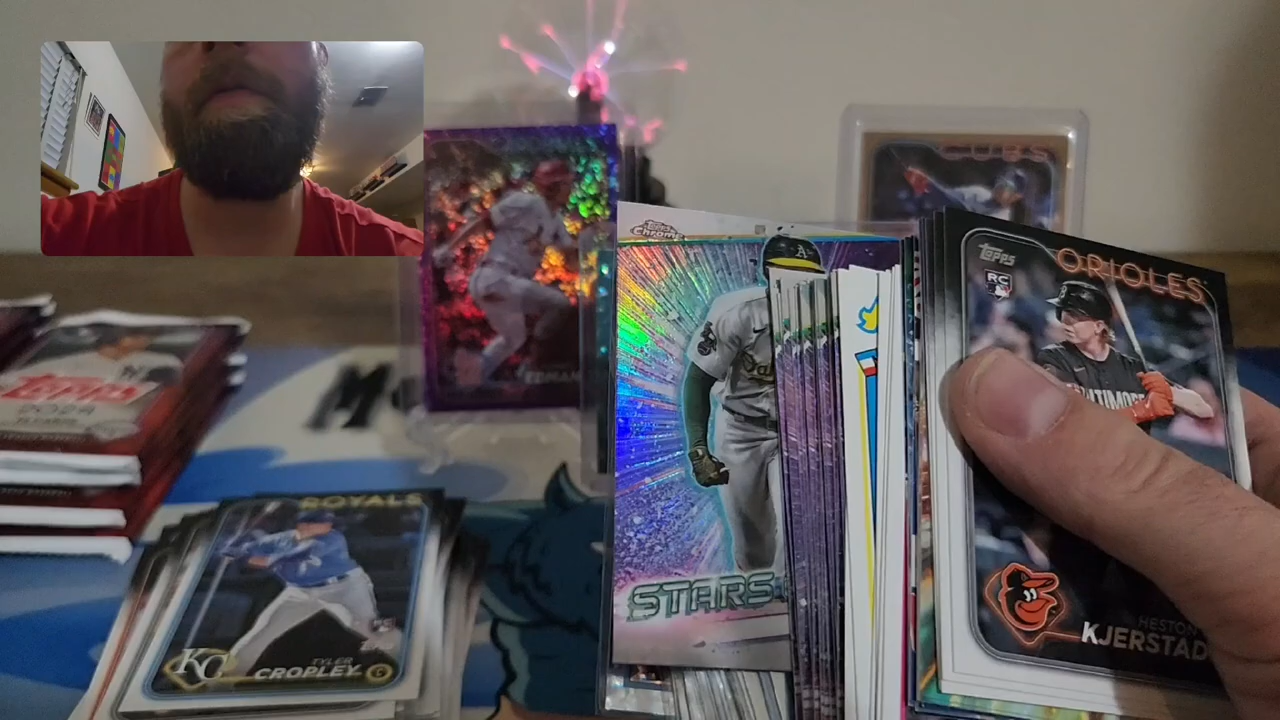 CUBS
Topps
Chrome
A's
Topps
ORIOLES
RC
BALTIMORE
HESTON
KJERSTAD
STARS
Topps
2024
ROYALS
KC
TYLER
CROPLEY